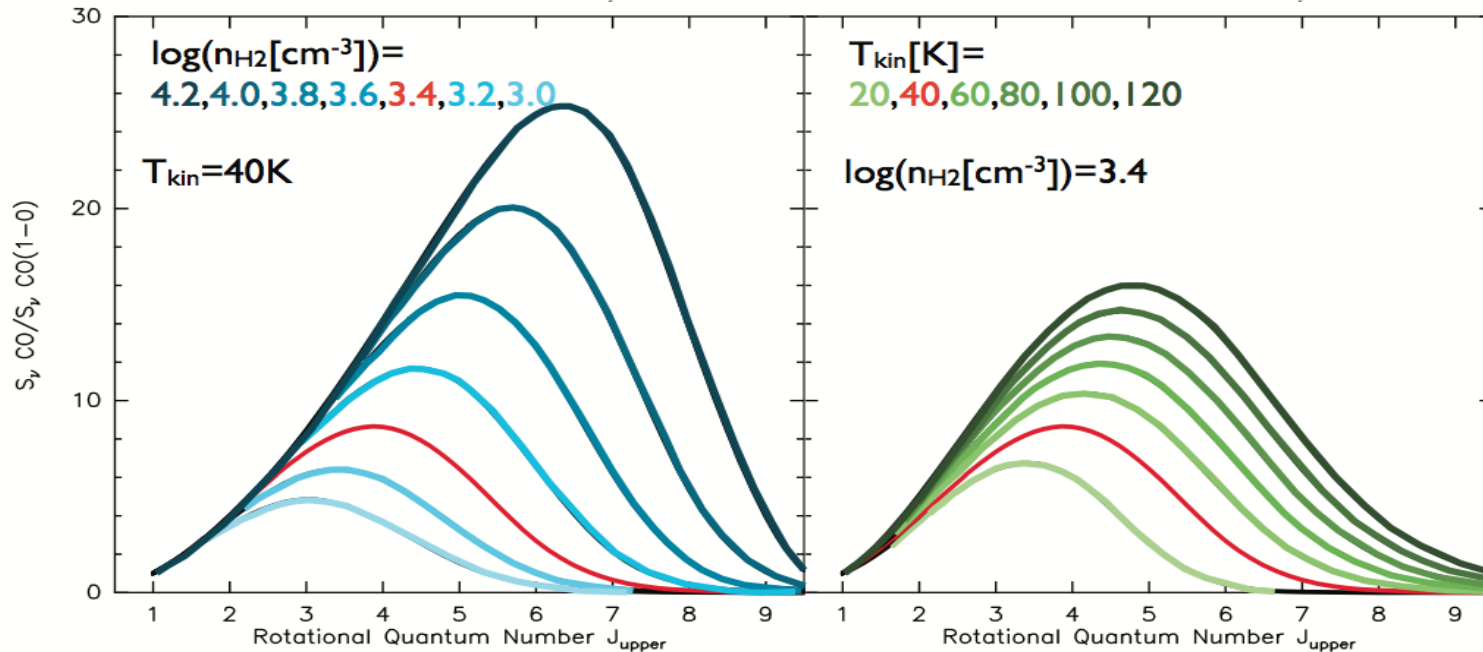 30
20
10
0
S_ν CO/S_ν CO(1−0)
log(nH2[cm-3])=
4.2,4.0,3.8,3.6,3.4,3.2,3.0
Tkin=40K
1 2 3 4 5 6 7 8 9
Rotational Quantum Number Jupper
Tkin[K]=
20,40,60,80,100,120
log(nH2[cm-3])=3.4
1 2 3 4 5 6 7 8 9
Rotational Quantum Number Jupper